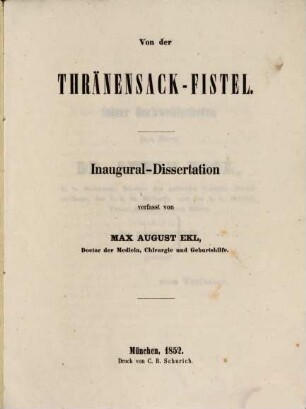 Von der
THRÄNENSACK-FISTEL.
Inaugural-Dissertation
verfasst von
MAX AUGUST EKL,
Doctor der Medicin, Chirurgie und Geburtshilfe.
München, 1852.
Druck von C. R. Schurich.